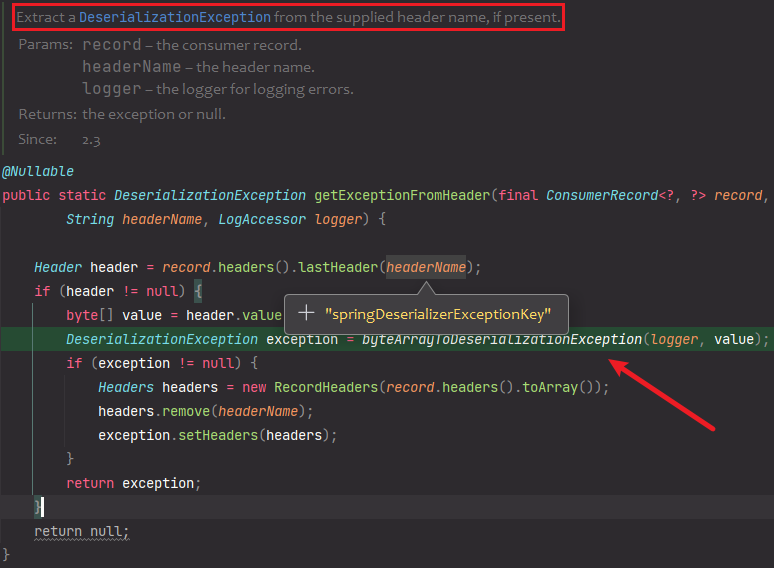 Extract a DeserializationException from the supplied header name, if present.
Params: record – the consumer record.
headerName – the header name.
logger – the logger for logging errors.
Returns: the exception or null.
Since: 2.3
@Nullable
public static DeserializationException getExceptionFromHeader(final ConsumerRecord<?, ?> record,
String headerName, LogAccessor logger) {
Header header = record.headers().lastHeader(headerName);
if (header != null) {
byte[] value = header.value
+ "springDeserializerExceptionKey"
DeserializationException exception = byteArrayToDeserializationException(logger, value);
if (exception != null) {
Headers headers = new RecordHeaders(record.headers().toArray());
headers.remove(headerName);
exception.setHeaders(headers);
}
return exception;
}
return null;
}